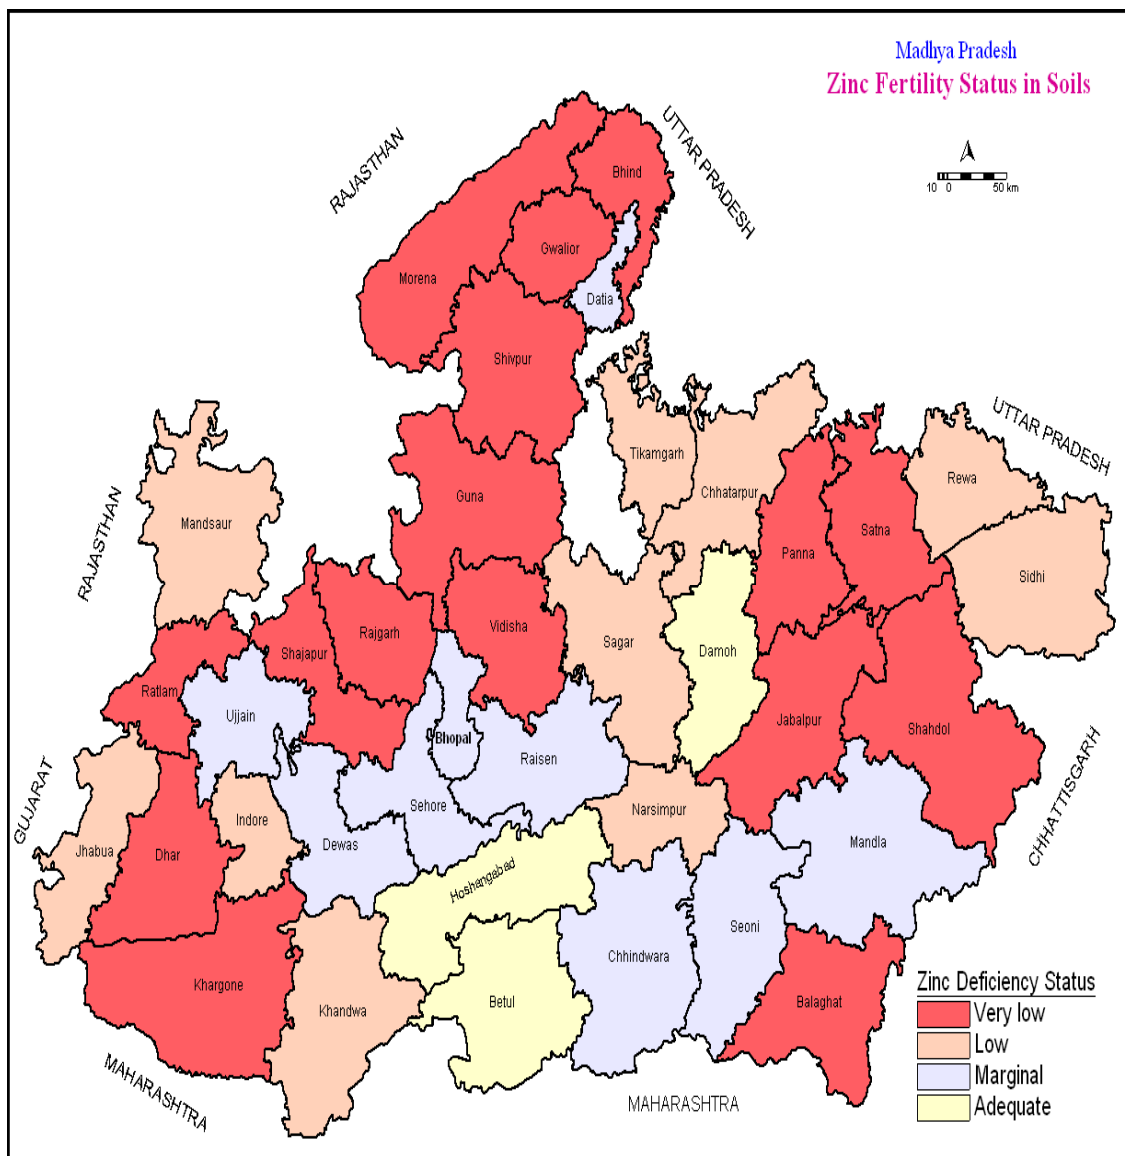 Madhya Pradesh
Zinc Fertility Status in Soils
RAJASTHAN
UTTAR PRADESH
10 0 50 km
Bhind
Gwalior
Morena
Datia
Shivpur
Tikamgarh
Chhatarpur
UTTAR PRADESH
Rewa
Guna
Satna
Mandsaur
RAJASTHAN
Panna
Sidhi
Vidisha
Rajgarh
Sagar
Shajapur
Damoh
Ratlam
Ujjain
Jabalpur
Shahdol
Bhopal
Raisen
CHHATTISGARH
GUJARAT
Sehore
Narsimpur
Indore
Dewas
Mandla
Jhabua
Dhar
Hoshangabad
Seoni
Chhindwara
Khargone
Betul
Balaghat
Khandwa
MAHARASHTRA
MAHARASHTRA
Zinc Deficiency Status
Very low
Low
Marginal
Adequate